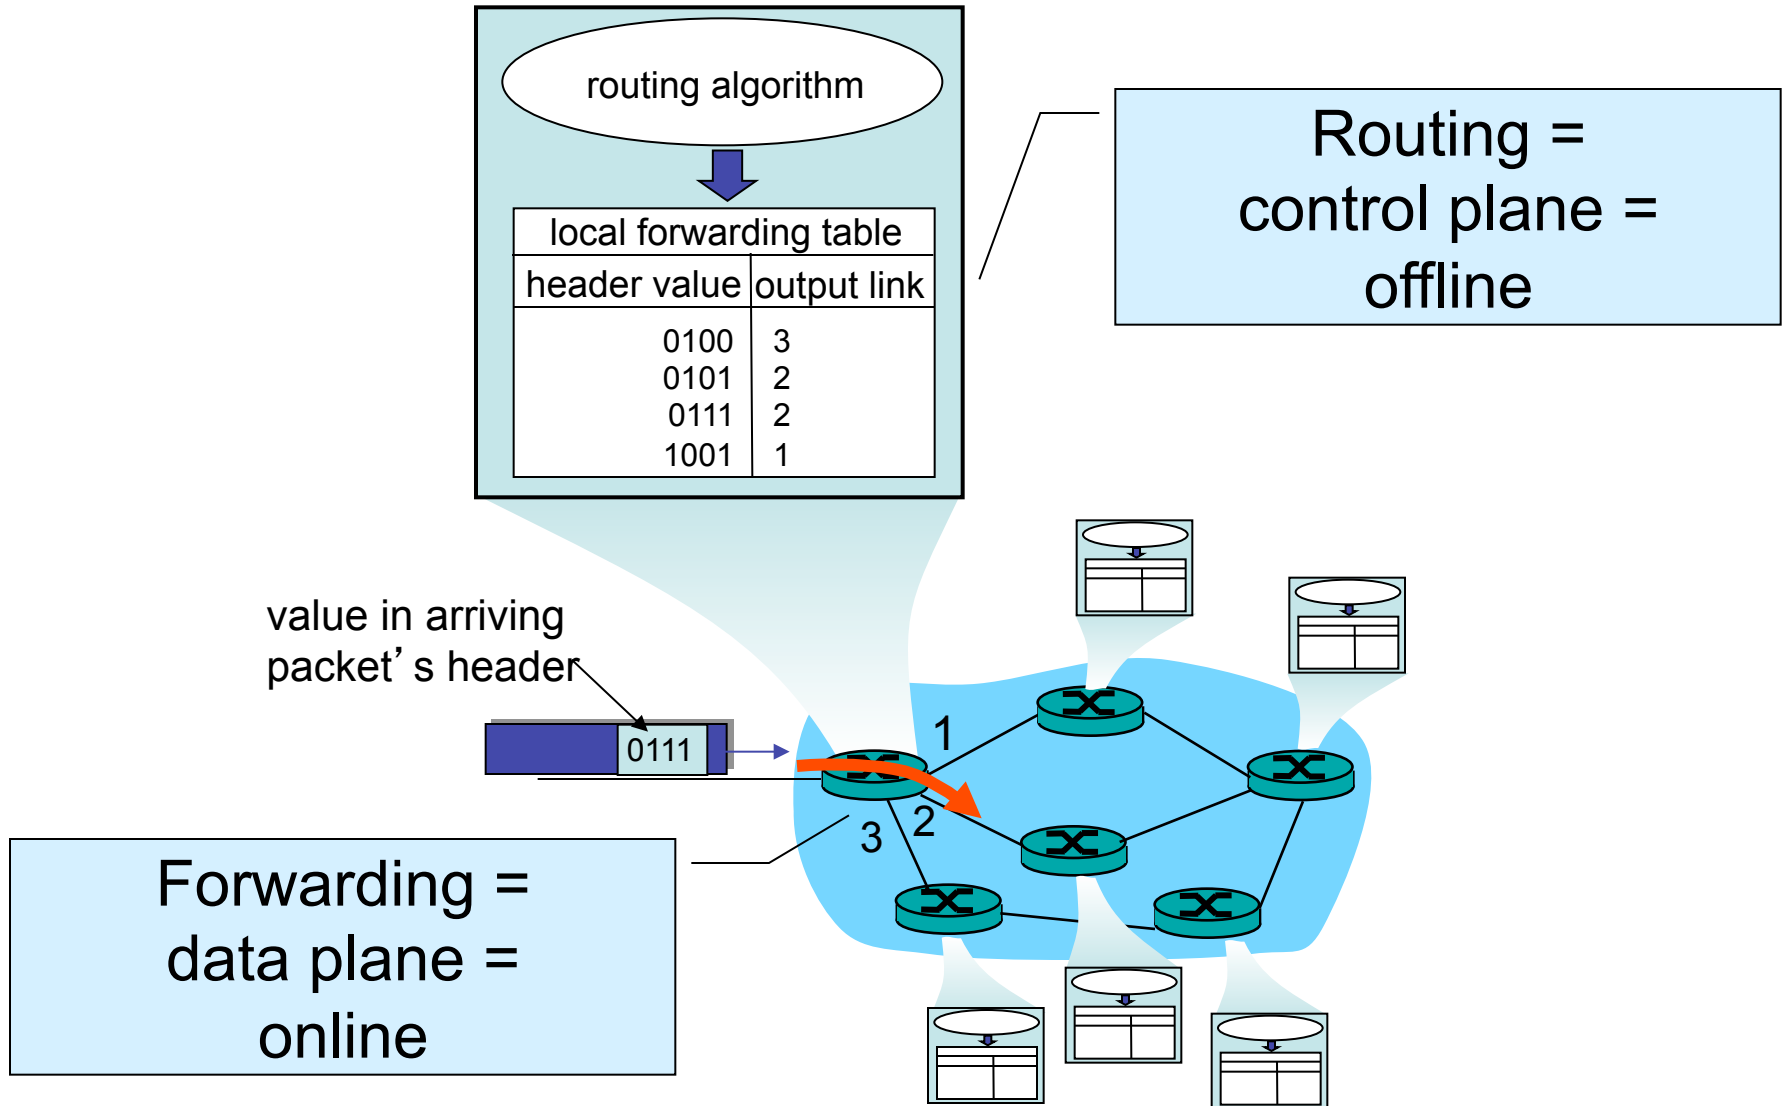 routing algorithm
local forwarding table
header value output link
0100 3
0101 2
0111 2
1001 1
Routing =
control plane =
offline
value in arriving
packet’s header
0111
1
2
3
Forwarding =
data plane =
online